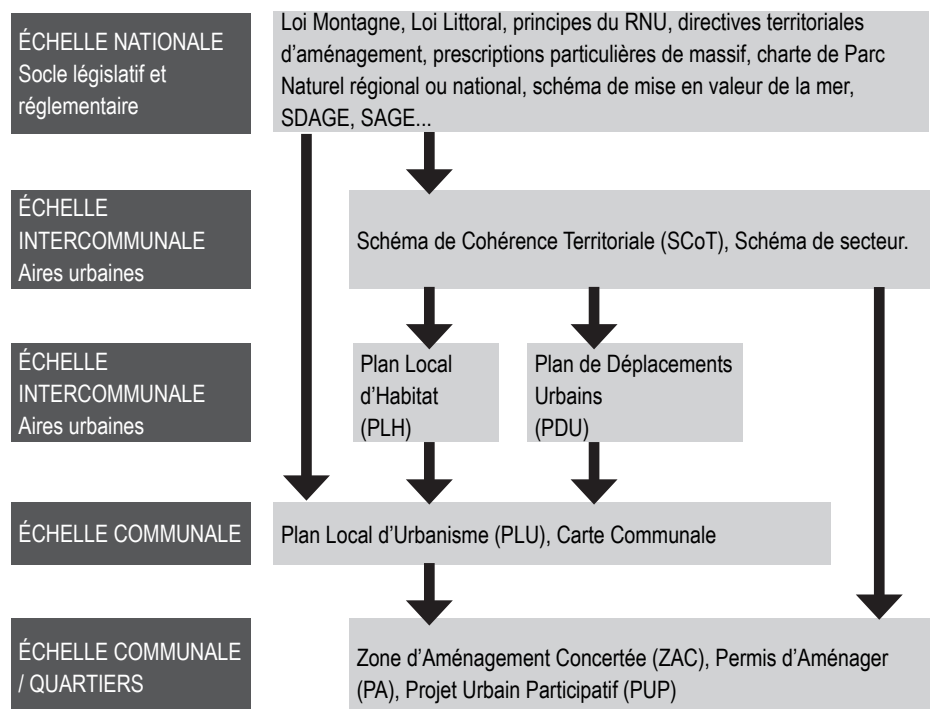 ÉCHELLE NATIONALE
Socle législatif et
réglementaire
Loi Montagne, Loi Littoral, principes du RNU, directives territoriales
d’aménagement, prescriptions particulières de massif, charte de Parc
Naturel régional ou national, schéma de mise en valeur de la mer,
SDAGE, SAGE...
ÉCHELLE
INTERCOMMUNALE
Aires urbaines
Schéma de Cohérence Territoriale (SCoT), Schéma de secteur.
ÉCHELLE
INTERCOMMUNALE
Aires urbaines
Plan Local
d’Habitat
(PLH)
Plan de Déplacements
Urbains
(PDU)
ÉCHELLE COMMUNALE
Plan Local d’Urbanisme (PLU), Carte Communale
ÉCHELLE COMMUNALE
/ QUARTIERS
Zone d’Aménagement Concertée (ZAC), Permis d’Aménager
(PA), Projet Urbain Participatif (PUP)